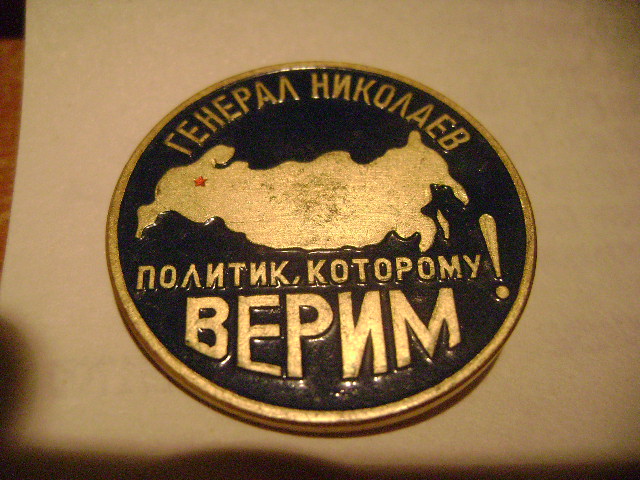 ГЕНЕРАЛ НИКОЛАЕВ
ПОЛИТИК, КОТОРОМУ
ВЕРИМ!